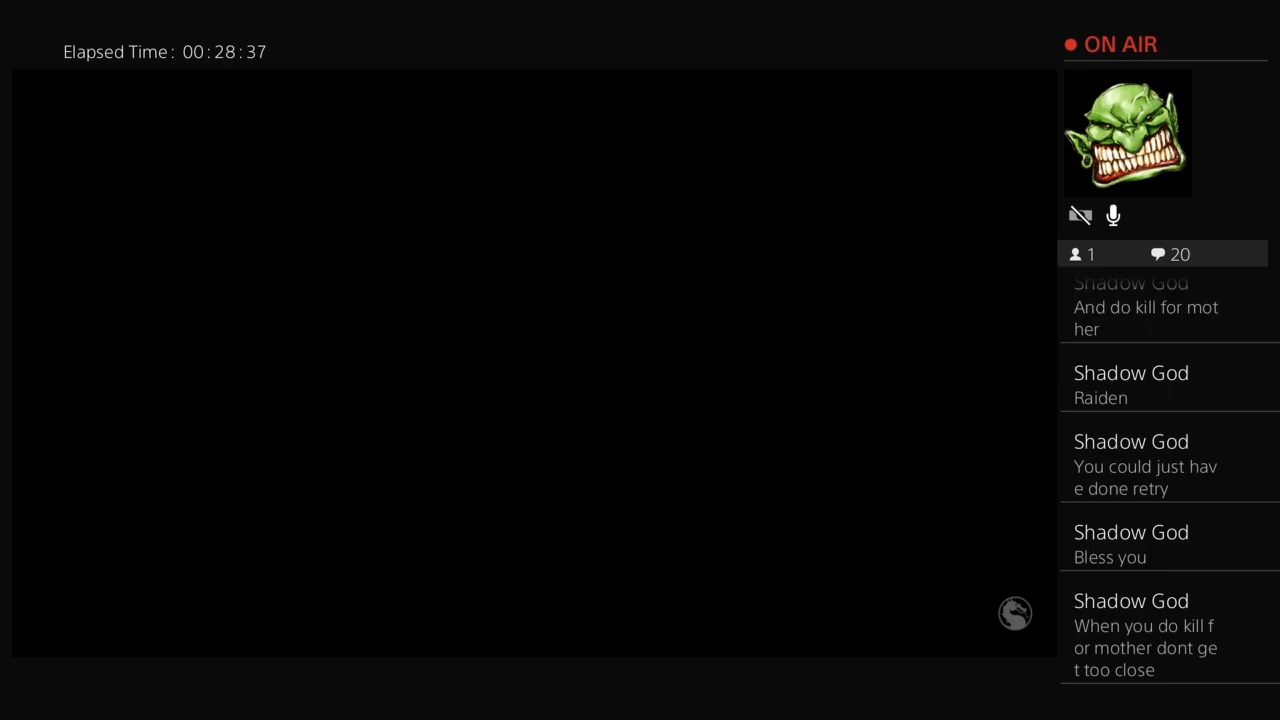 Elapsed Time: 00:28:37
ON AIR
1 20
Shadow God
And do kill for mot
her
Shadow God
Raiden
Shadow God
You could just hav
e done retry
Shadow God
Bless you
Shadow God
When you do kill f
or mother dont ge
t too close